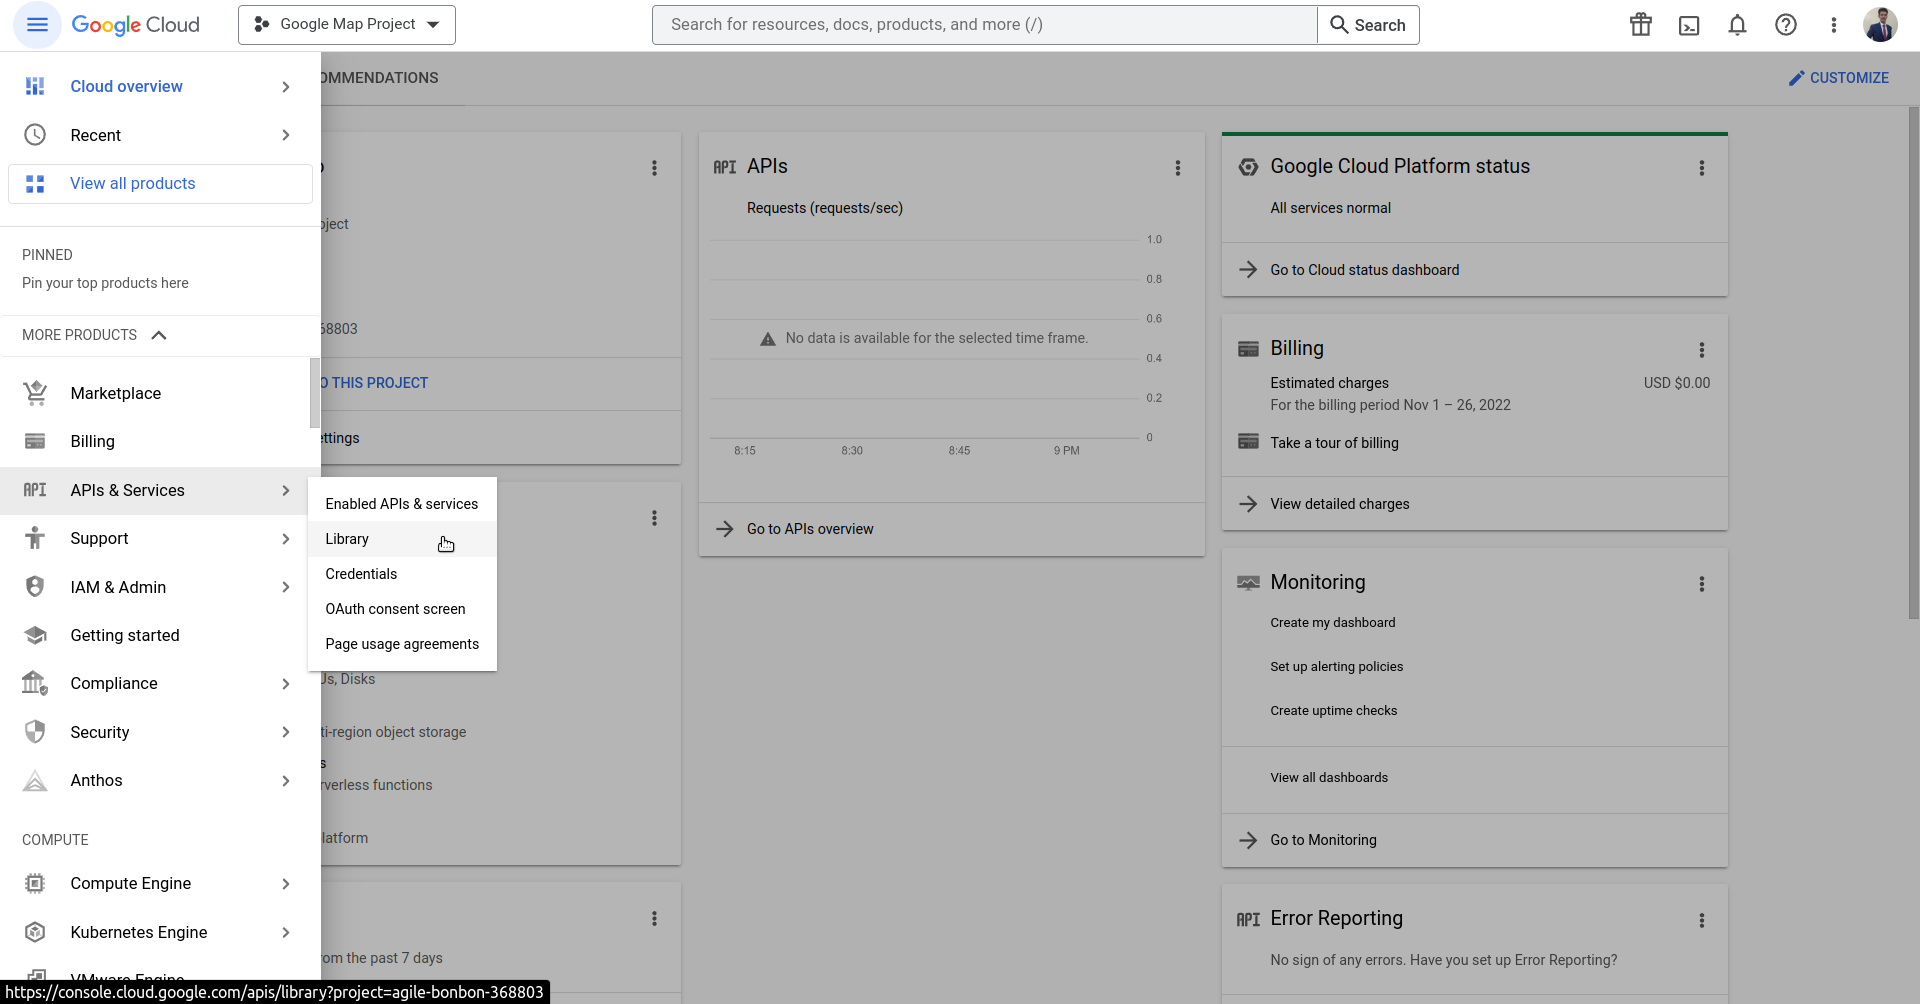 Google Cloud
Google Map Project
Search for resources, docs, products, and more (/)
Search
Cloud overview
Recent
View all products
PINNED
Pin your top products here
MORE PRODUCTS
Marketplace
Billing
APIs & Services
Support
IAM & Admin
Getting started
Compliance
Security
Anthos
COMPUTE
Compute Engine
Kubernetes Engine
VMware Engine
Enabled APIs & services
Library
Credentials
OAuth consent screen
Page usage agreements
OMMENDATIONS
CUSTOMIZE
oject
68803
O THIS PROJECT
ettings
Us, Disks
ti-region object storage
s
rverless functions
latform
rom the past 7 days
API APIs
Requests (requests/sec)
1.0
0.8
0.6
No data is available for the selected time frame.
0.4
0.2
0
8:15 8:30 8:45 9 PM
Go to APIs overview
Google Cloud Platform status
All services normal
Go to Cloud status dashboard
Billing
Estimated charges USD $0.00
For the billing period Nov 1 – 26, 2022
Take a tour of billing
View detailed charges
Monitoring
Create my dashboard
Set up alerting policies
Create uptime checks
View all dashboards
Go to Monitoring
API Error Reporting
No sign of any errors. Have you set up Error Reporting?
https://console.cloud.google.com/apis/library?project=agile-bonbon-368803